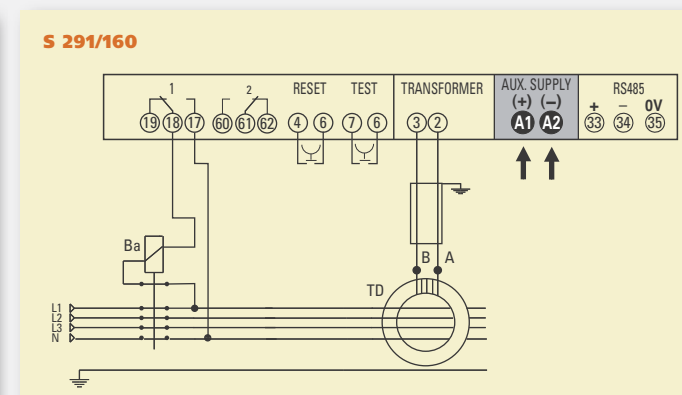 S 291/160
1 2 RESET TEST TRANSFORMER AUX. SUPPLY RS485
(+) (–) + – 0V
19 18 17 60 61 62 4 6 7 6 3 2 A1 A2 33 34 35
Ba
B A
TD
L1
L2
L3
N